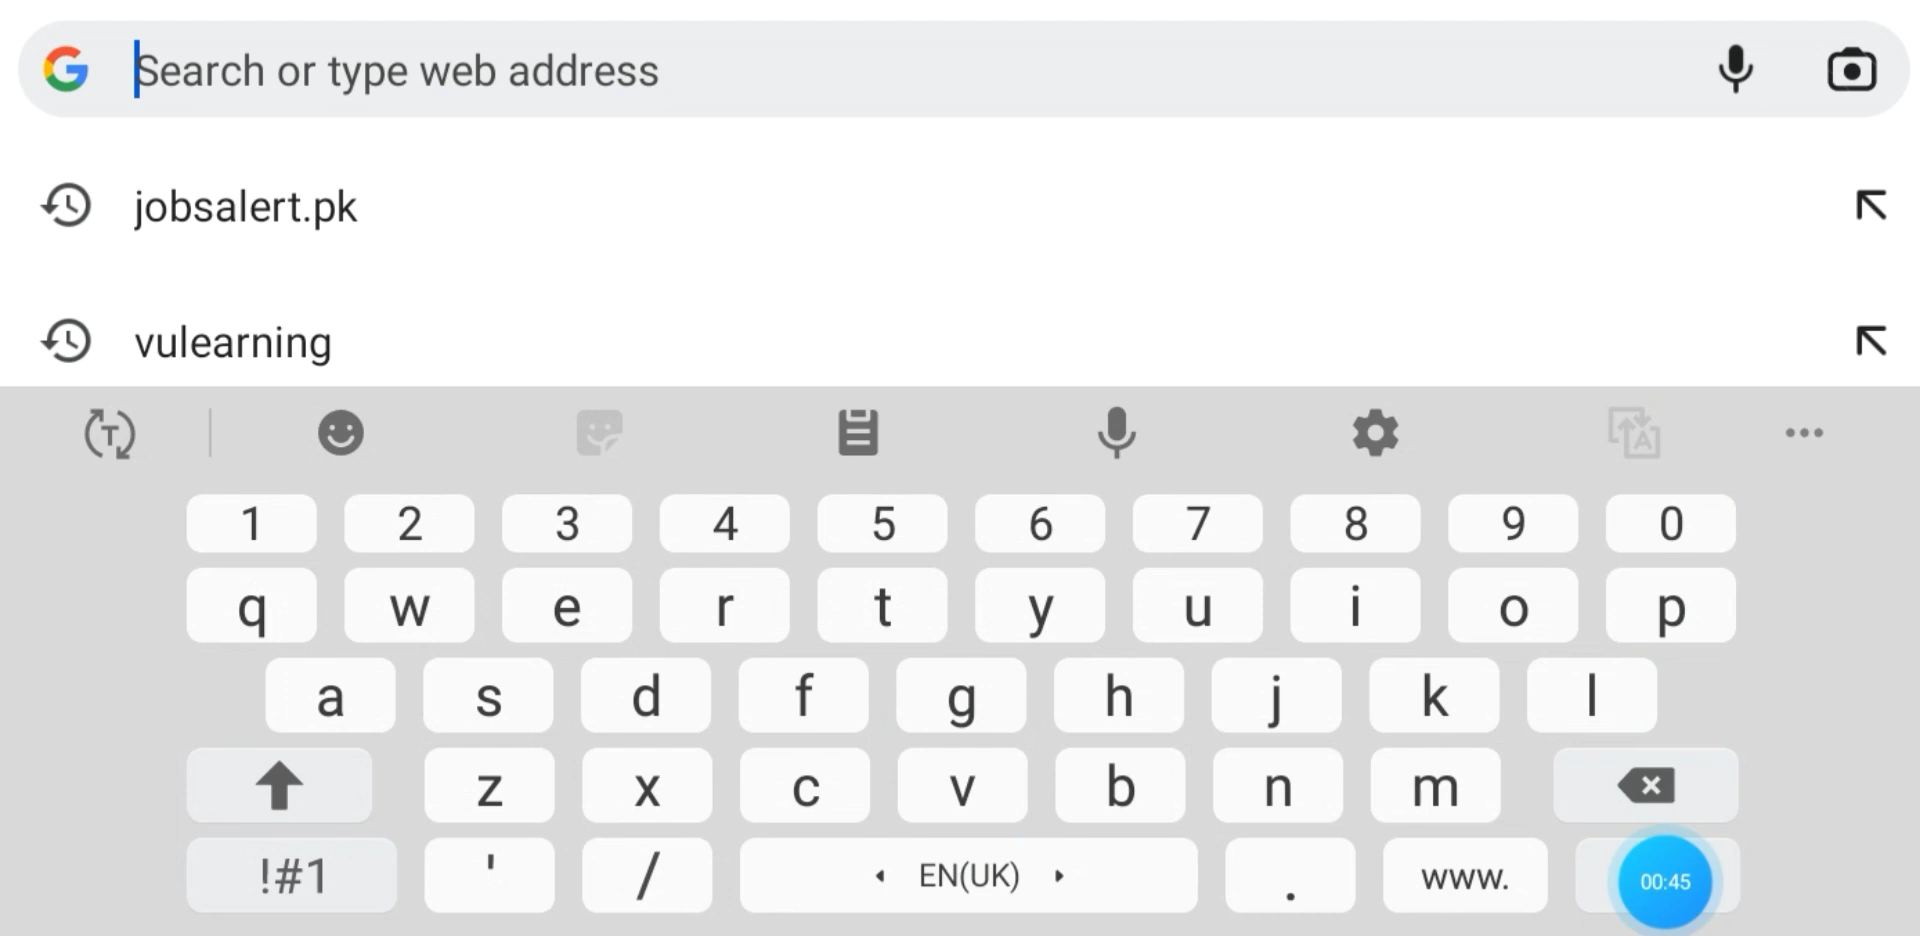 Search or type web address
jobsalert.pk
vulearning
1 2 3 4 5 6 7 8 9 0
q w e r t y u i o p
a s d f g h j k l
z x c v b n m
!#1 ' / EN(UK) . www. 00:45